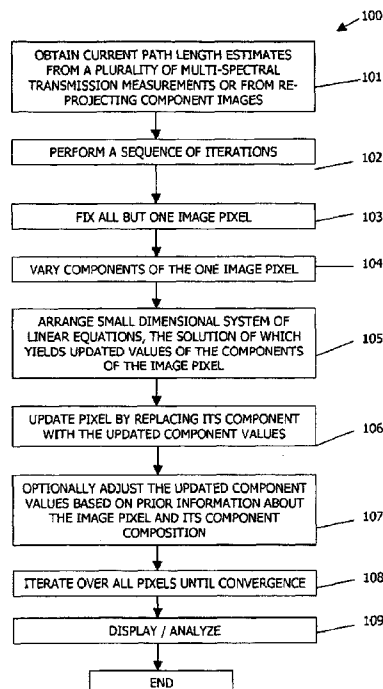 100
OBTAIN CURRENT PATH LENGTH ESTIMATES
FROM A PLURALITY OF MULTI-SPECTRAL
TRANSMISSION MEASUREMENTS OR FROM RE-
PROJECTING COMPONENT IMAGES
101
PERFORM A SEQUENCE OF ITERATIONS
102
FIX ALL BUT ONE IMAGE PIXEL
103
VARY COMPONENTS OF THE ONE IMAGE PIXEL
104
ARRANGE SMALL DIMENSIONAL SYSTEM OF
LINEAR EQUATIONS, THE SOLUTION OF WHICH
YIELDS UPDATED VALUES OF THE COMPONENTS
OF THE IMAGE PIXEL
105
UPDATE PIXEL BY REPLACING ITS COMPONENT
WITH THE UPDATED COMPONENT VALUES
106
OPTIONALLY ADJUST THE UPDATED COMPONENT
VALUES BASED ON PRIOR INFORMATION ABOUT
THE IMAGE PIXEL AND ITS COMPONENT
COMPOSITION
107
ITERATE OVER ALL PIXELS UNTIL CONVERGENCE
108
DISPLAY / ANALYZE
109
END